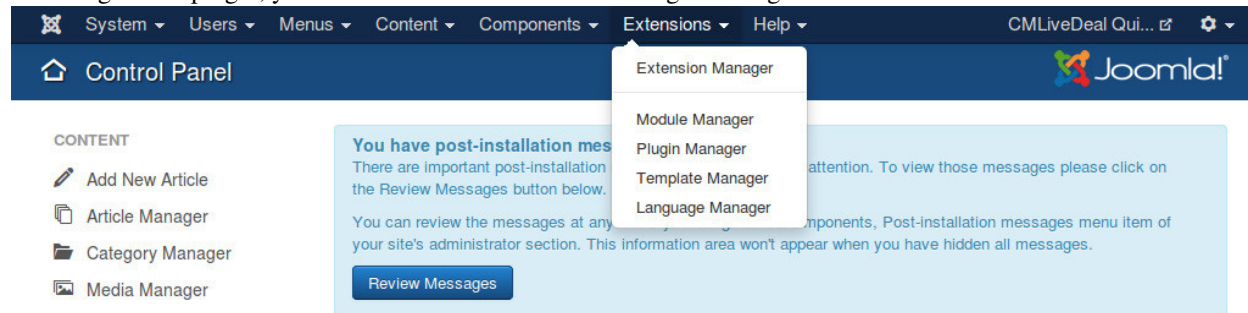 System Users Menus Content Components Extensions Help CMLiveDeal Qui...
Control Panel Joomla!
Extension Manager
Module Manager
Plugin Manager
Template Manager
Language Manager
CONTENT
Add New Article
Article Manager
Category Manager
Media Manager
You have post-installation mes
There are important post-installation attention. To view those messages please click on
the Review Messages button below.
You can review the messages at any mponents, Post-installation messages menu item of
your site's administrator section. This information area won't appear when you have hidden all messages.
Review Messages